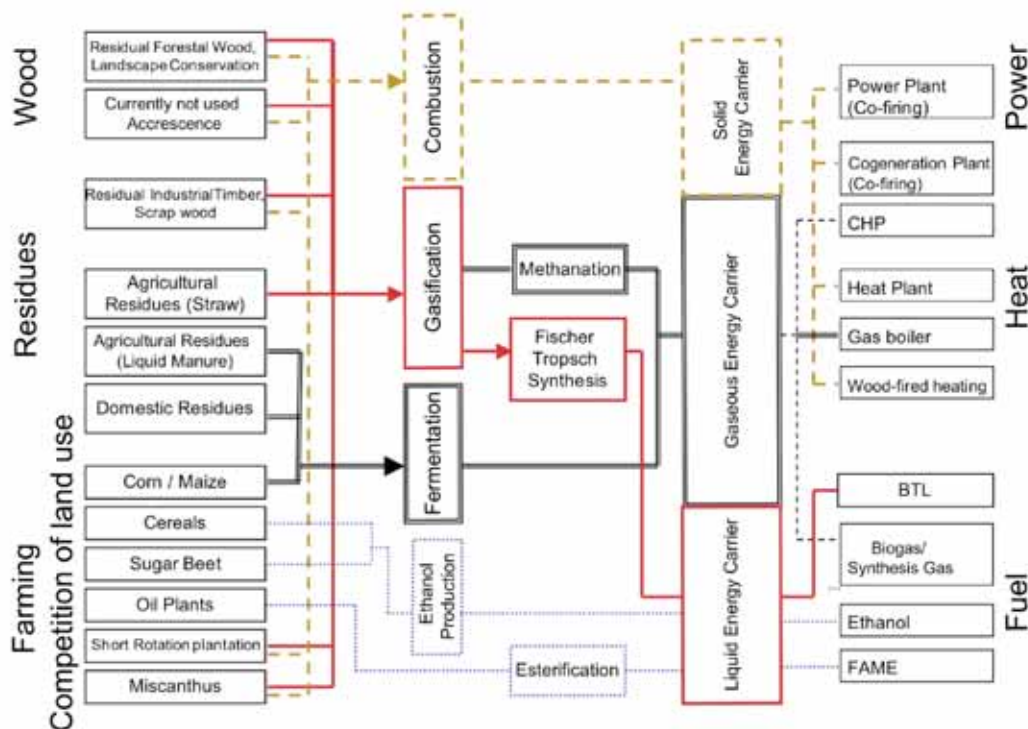 Wood
Residual Forestal Wood,
Landscape Conservation
Currently not used
Accrescence
Residues
Residual IndustrialTimber,
Scrap wood
Agricultural
Residues (Straw)
Agricultural Residues
(Liquid Manure)
Domestic Residues
Farming
Competition of land use
Corn / Maize
Cereals
Sugar Beet
Oil Plants
Short Rotation plantation
Miscanthus
Combustion
Gasification
Fermentation
Ethanol
Production
Methanation
Fischer
Tropsch
Synthesis
Esterification
Solid
Energy Carrier
Gaseous Energy Carrier
Liquid Energy Carrier
Power
Power Plant
(Co-firing)
Cogeneration Plant
(Co-firing)
CHP
Heat
Heat Plant
Gas boiler
Wood-fired heating
Fuel
BTL
Biogas/
Synthesis Gas
Ethanol
FAME